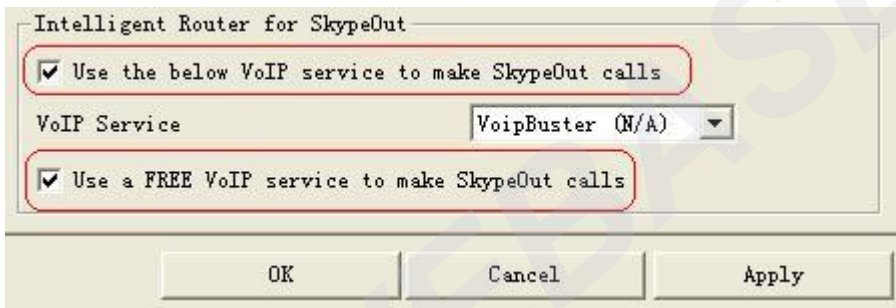 Intelligent Router for SkypeOut
Use the below VoIP service to make SkypeOut calls
VoIP Service VoipBuster (N/A)
Use a FREE VoIP service to make SkypeOut calls
OK Cancel Apply